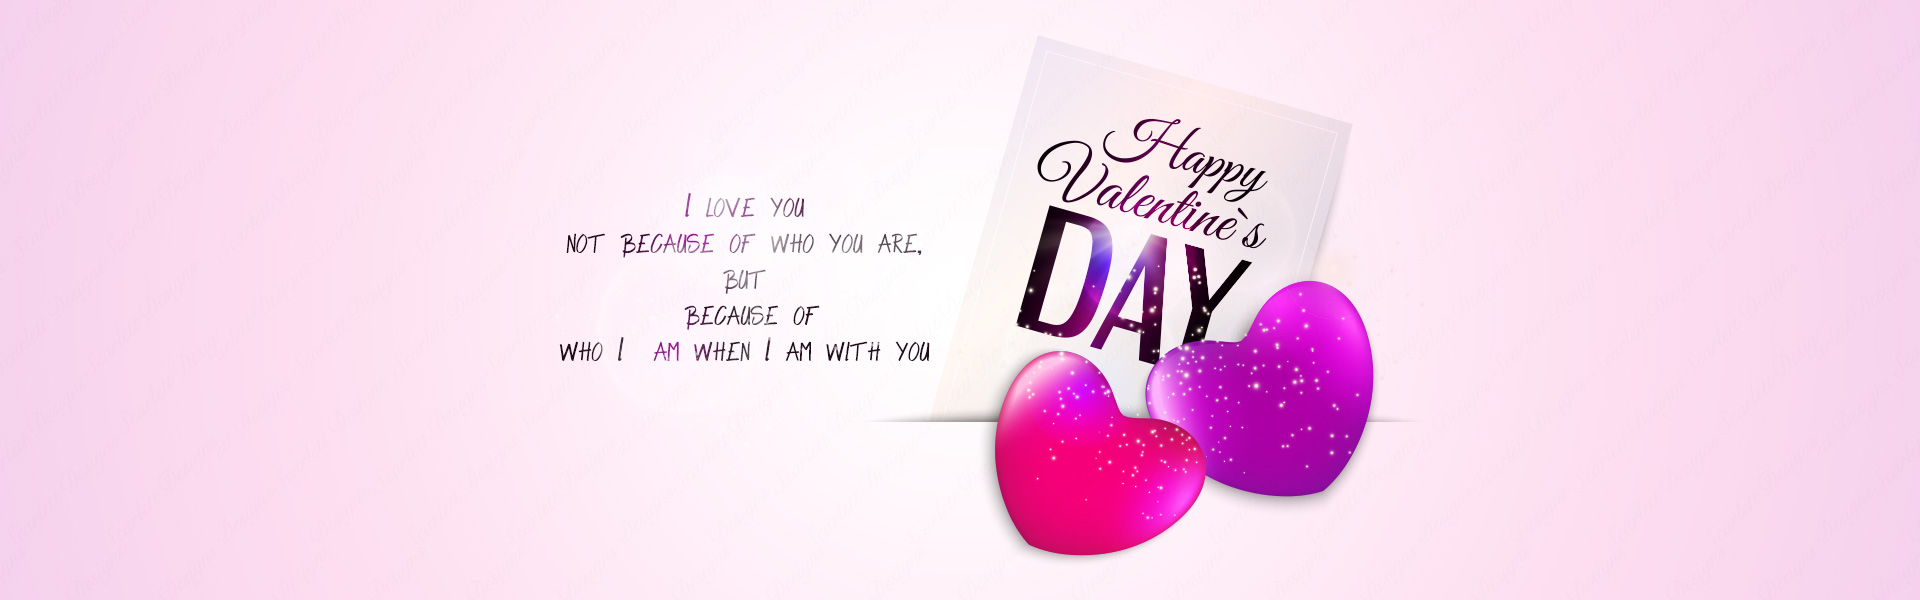 I LOVE YOU
NOT BECAUSE OF WHO YOU ARE,
BUT
BECAUSE OF
WHO I AM WHEN I AM WITH YOU
Happy
Valentine`s
DAY